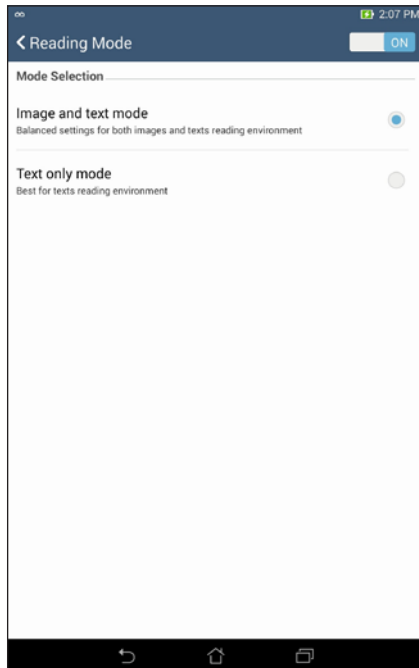 2:07 PM
Reading Mode
ON
Mode Selection
Image and text mode
Balanced settings for both images and texts reading environment
Text only mode
Best for texts reading environment